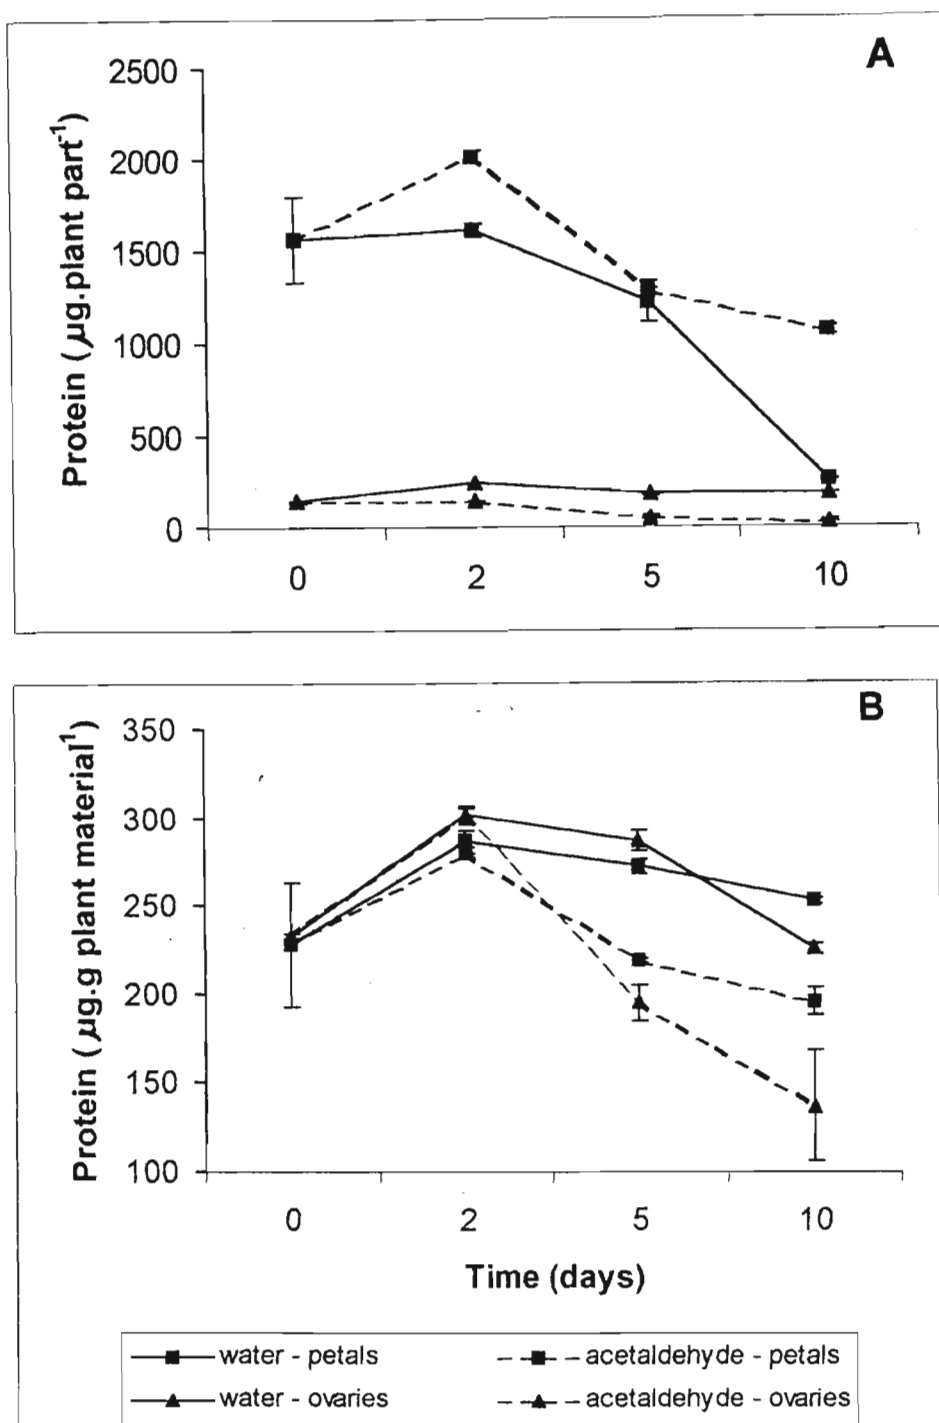 A
Protein (µg.plant part-1)
2500
2000
1500
1000
500
0
0 2 5 10
B
Protein (µg.g plant material1)
350
300
250
200
150
100
0 2 5 10
Time (days)
water - petals
acetaldehyde - petals
water - ovaries
acetaldehyde - ovaries